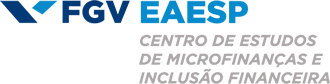 FGV EAESP
CENTRO DE ESTUDOS
DE MICROFINANÇAS E
INCLUSÃO FINANCEIRA